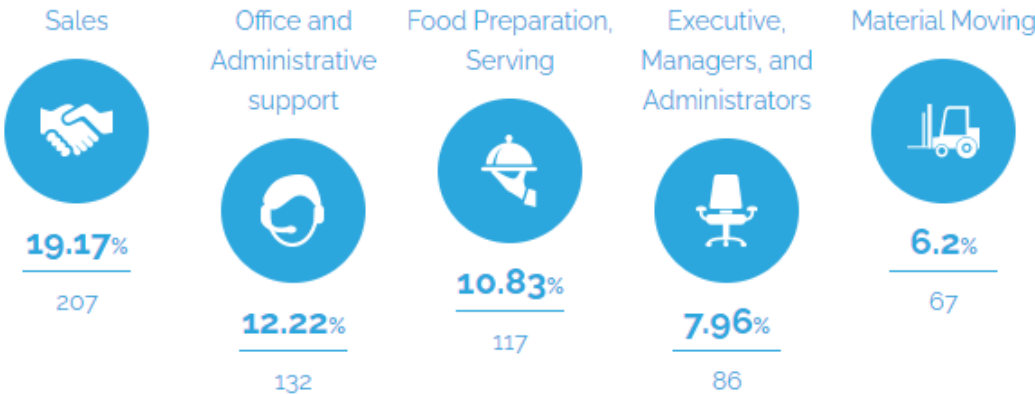 Sales
19.17%
207
Office and
Administrative
support
12.22%
132
Food Preparation,
Serving
10.83%
117
Executive,
Managers, and
Administrators
7.96%
86
Material Moving
6.2%
67